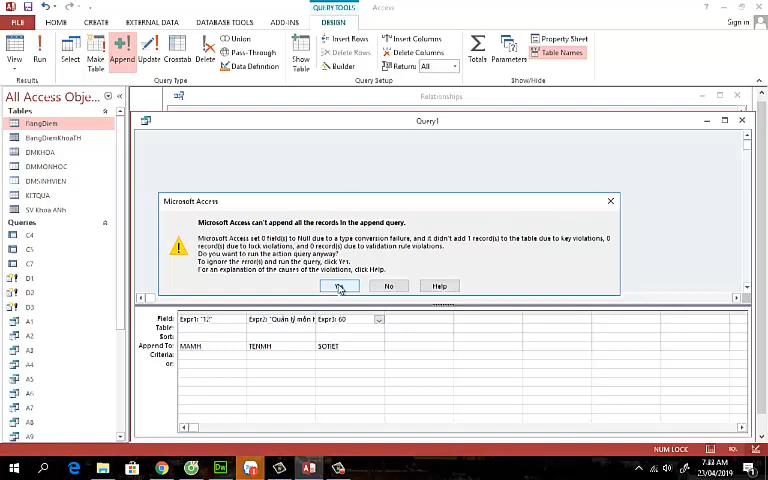 QUERY TOOLS
Access
FILE
HOME
CREATE
EXTERNAL DATA
DATABASE TOOLS
ADD-INS
DESIGN
Sign in
View
Run
Select
Make Table
Append
Update
Crosstab
Delete
Union
Pass-Through
Data Definition
Show Table
Insert Rows
Delete Rows
Builder
Insert Columns
Delete Columns
Return: All
Totals
Parameters
Property Sheet
Table Names
Results
Query Type
Query Setup
Show/Hide
All Access Obje...
Tables
BangDiem
BangDiemKhoaTH
DMKHOA
DMMONHOC
DMSINHVIEN
KETQUA
SV Khoa ANh
Queries
C4
C5
C7
D1
D2
D3
A1
A2
A3
A4
A5
A6
A7
A8
A9
Relationships
Query1
Microsoft Access
Microsoft Access can't append all the records in the append query.
Microsoft Access set 0 field(s) to Null due to a type conversion failure, and it didn't add 1 record(s) to the table due to key violations, 0
record(s) due to lock violations, and 0 record(s) due to validation rule violations.
Do you want to run the action query anyway?
To ignore the error(s) and run the query, click Yes.
For an explanation of the causes of the violations, click Help.
No
Help
Field: Expr1: "12" Expr2: "Quản lý môn h Expr3: 60
Table:
Sort:
Append To: MAMH TENMH SOTIET
Criteria:
or:
NUM LOCK
SQL
7:33 AM
23/04/2019